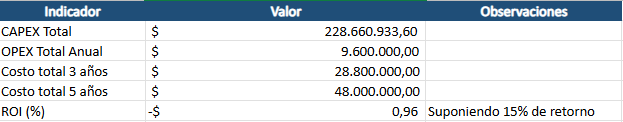 Indicador Valor Observaciones
CAPEX Total $ 228.660.933,60
OPEX Total Anual $ 9.600.000,00
Costo total 3 años $ 28.800.000,00
Costo total 5 años $ 48.000.000,00
ROI (%) -$ 0,96 Suponiendo 15% de retorno